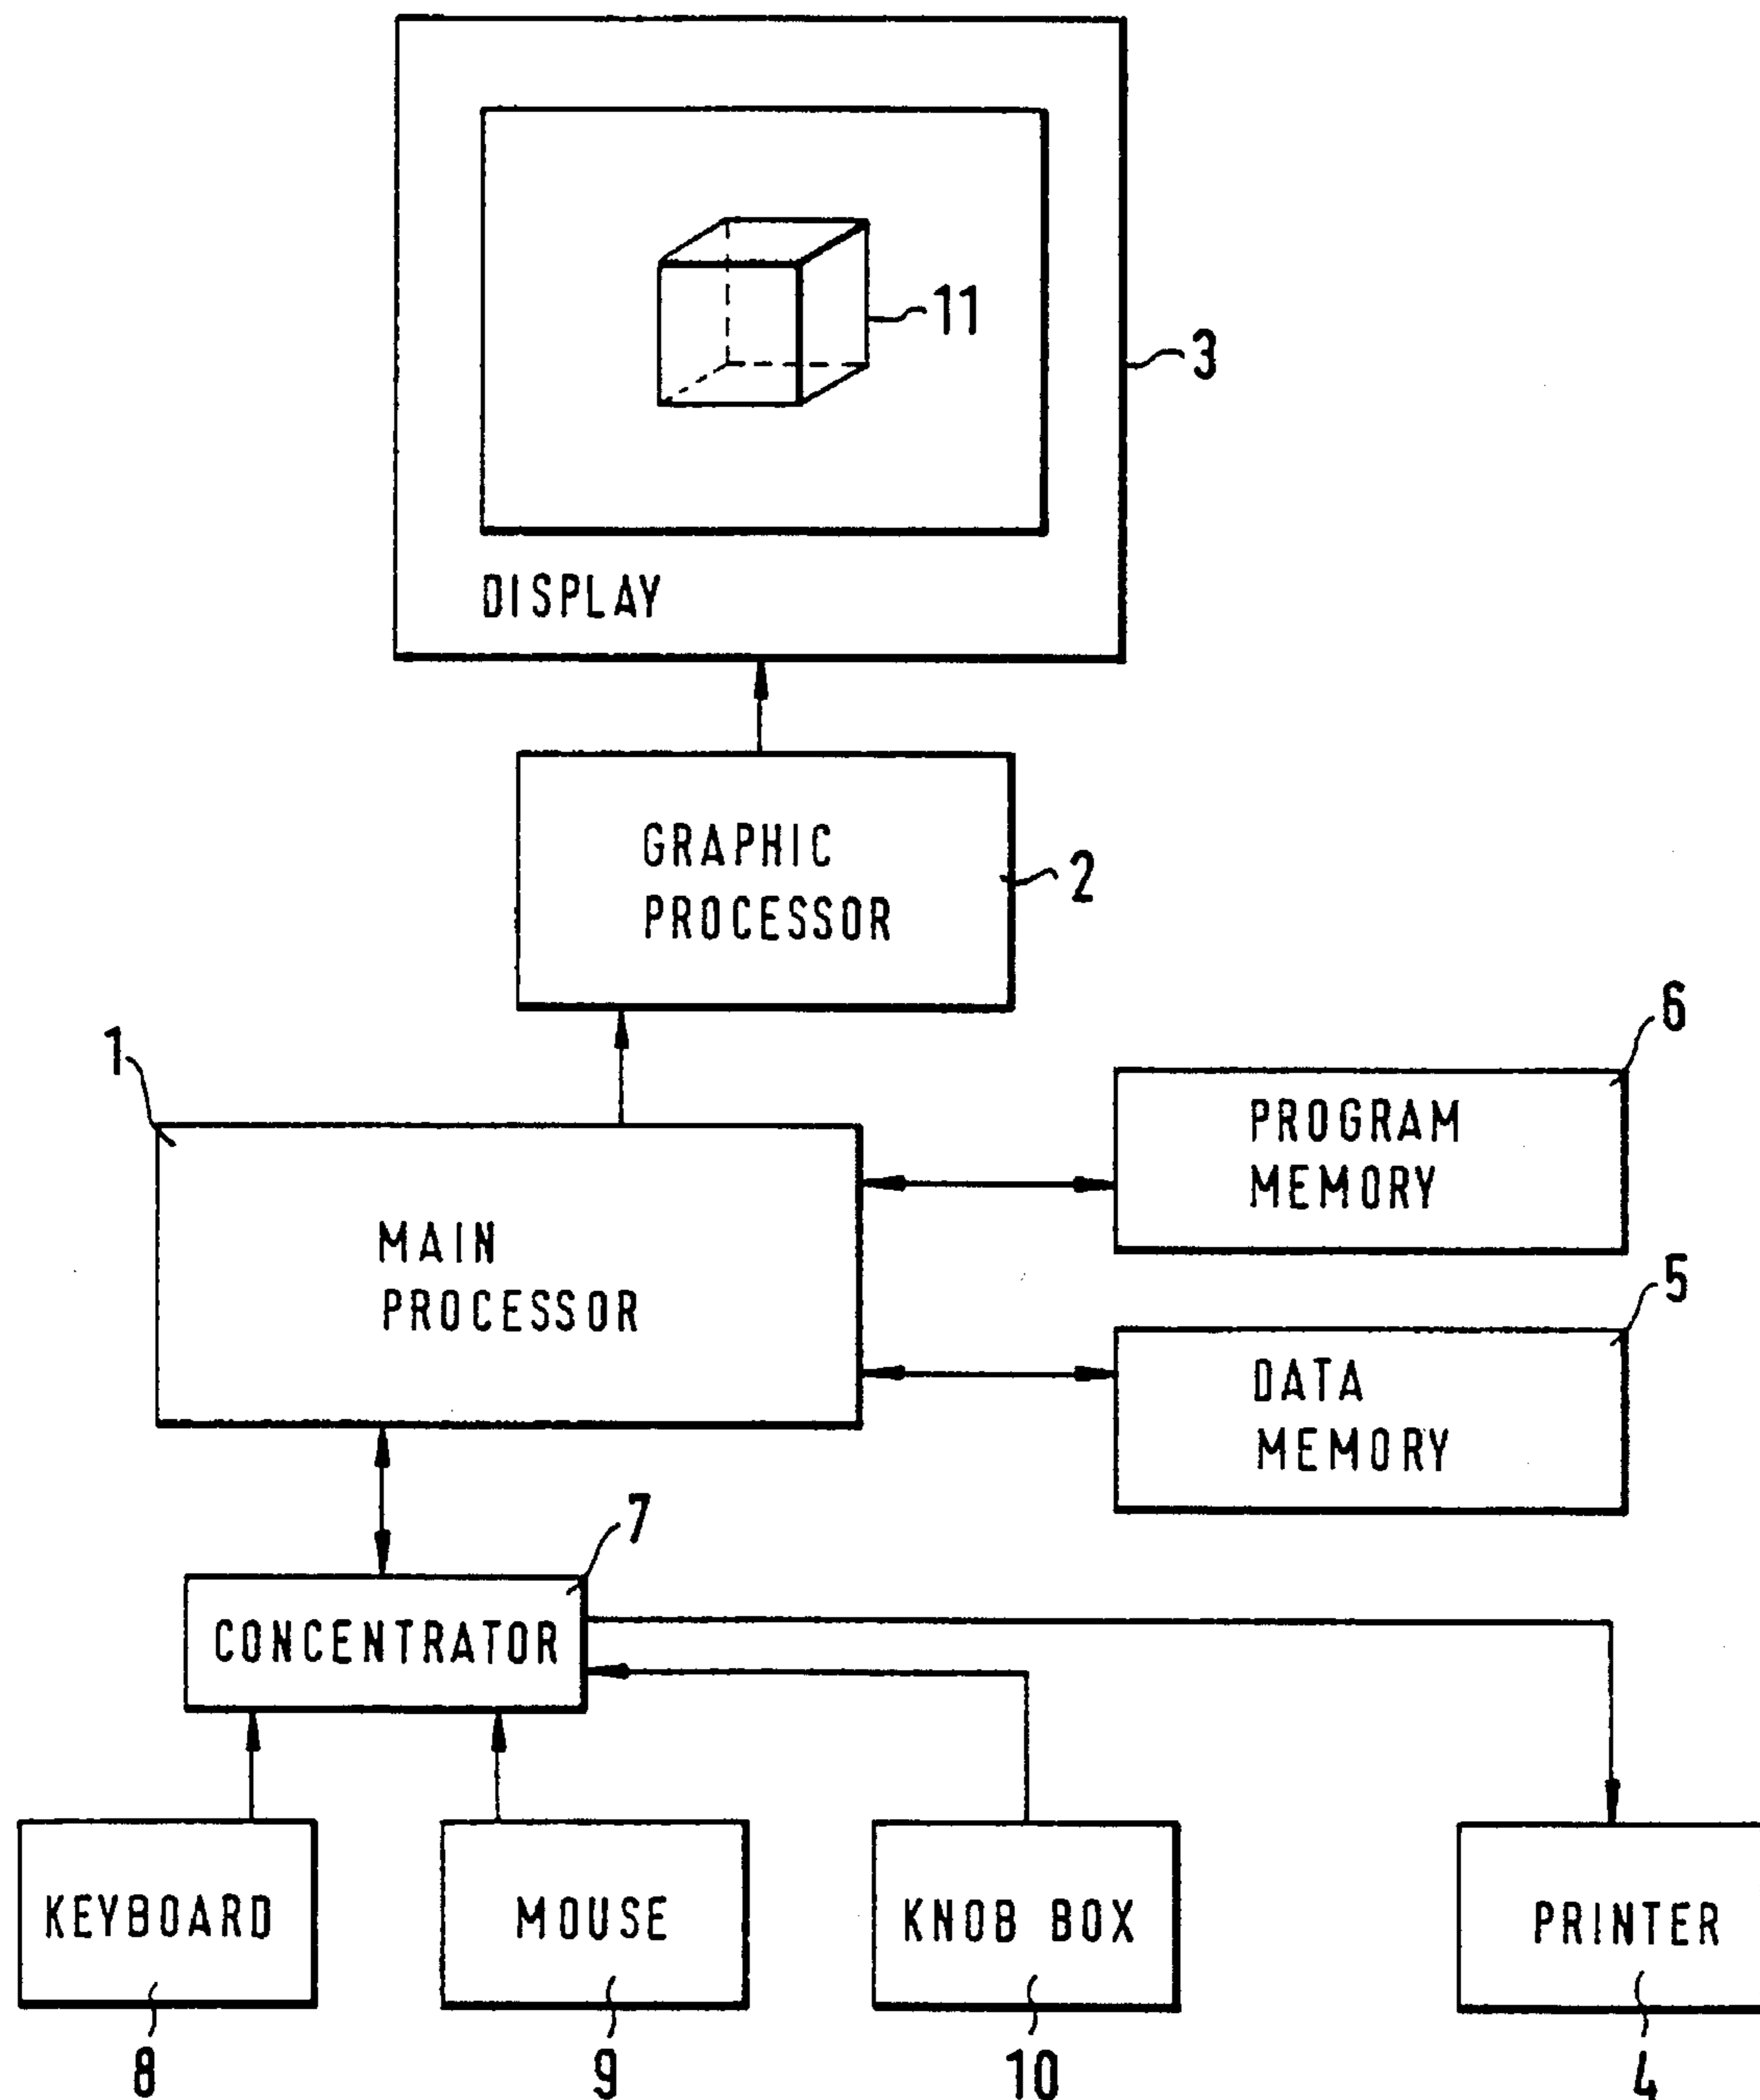 11
3
DISPLAY
GRAPHIC
PROCESSOR
2
1
6
PROGRAM
MEMORY
MAIN
PROCESSOR
5
DATA
MEMORY
7
CONCENTRATOR
KEYBOARD
MOUSE
KNOB BOX
PRINTER
8
9
10
4